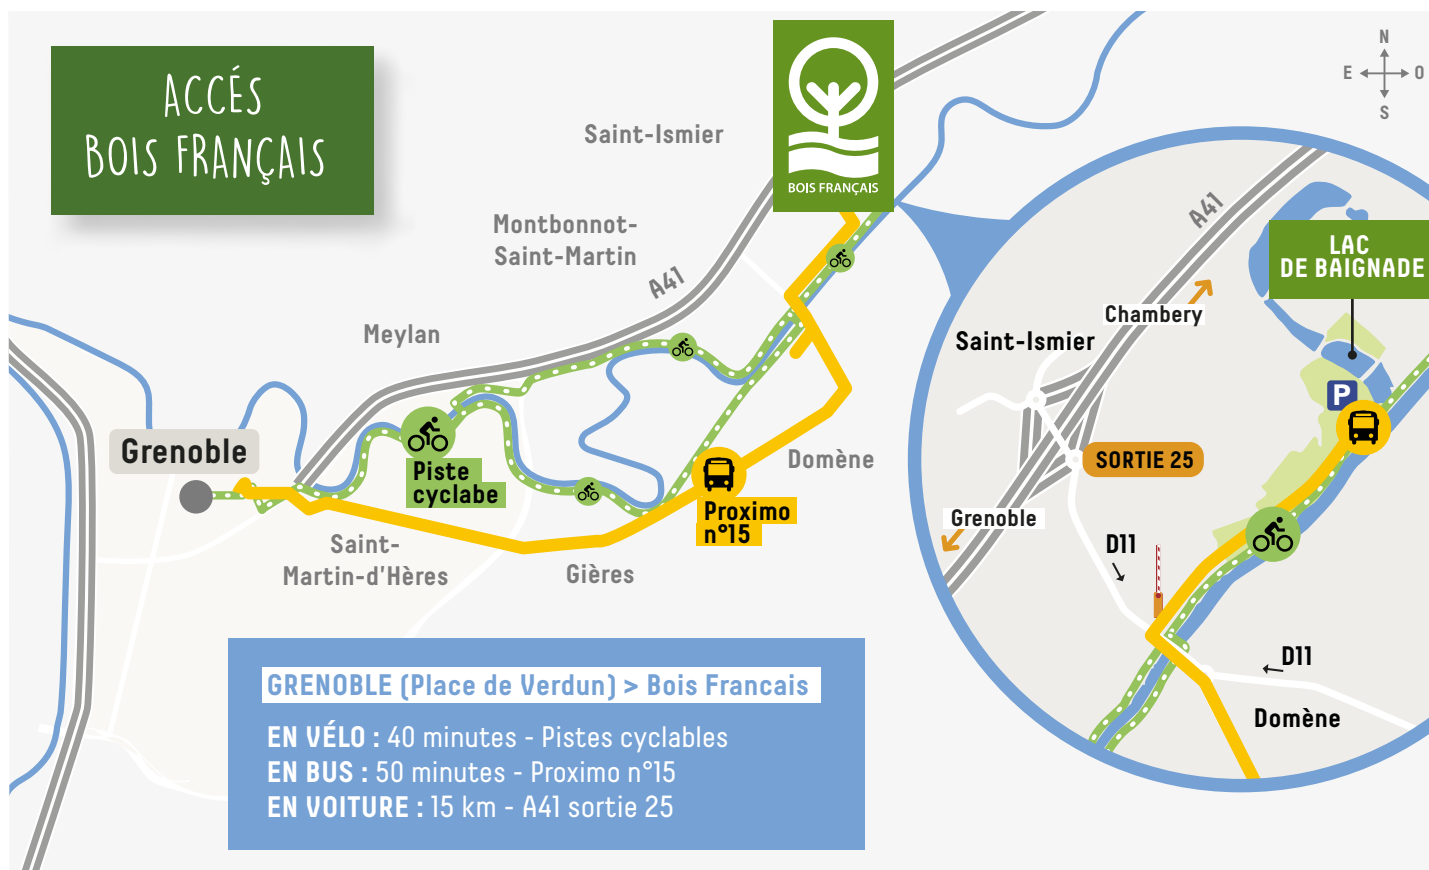 ACCÉS
BOIS FRANÇAIS
BOIS FRANÇAIS
N
E
O
S
Saint-Ismier
Montbonnot-
Saint-Martin
A41
Meylan
Grenoble
Piste
cyclabe
Domène
Proximo
n°15
Saint-
Martin-d'Hères
Gières
A41
LAC
DE BAIGNADE
Chambery
Saint-Ismier
P
SORTIE 25
Grenoble
D11
D11
Domène
GRENOBLE (Place de Verdun) > Bois Francais
EN VÉLO : 40 minutes - Pistes cyclables
EN BUS : 50 minutes - Proximo n°15
EN VOITURE : 15 km - A41 sortie 25